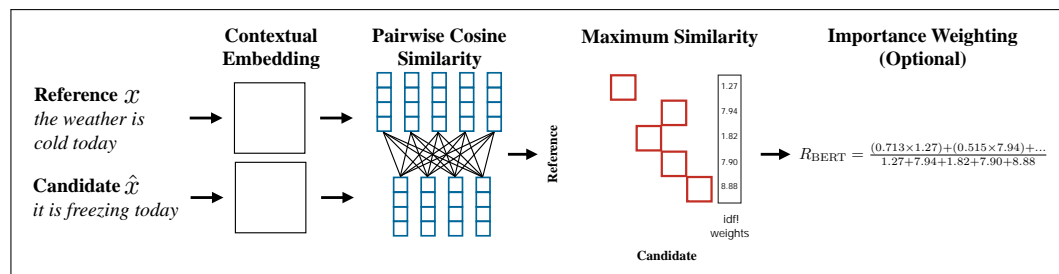 Contextual
Embedding
Pairwise Cosine
Similarity
Maximum Similarity
Importance Weighting
(Optional)
Reference x
the weather is
cold today
Candidate x̂
it is freezing today
Reference
1.27
7.94
1.82
7.90
8.88
idf!
weights
Candidate
R_BERT = (0.713×1.27)+(0.515×7.94)+...
1.27+7.94+1.82+7.90+8.88